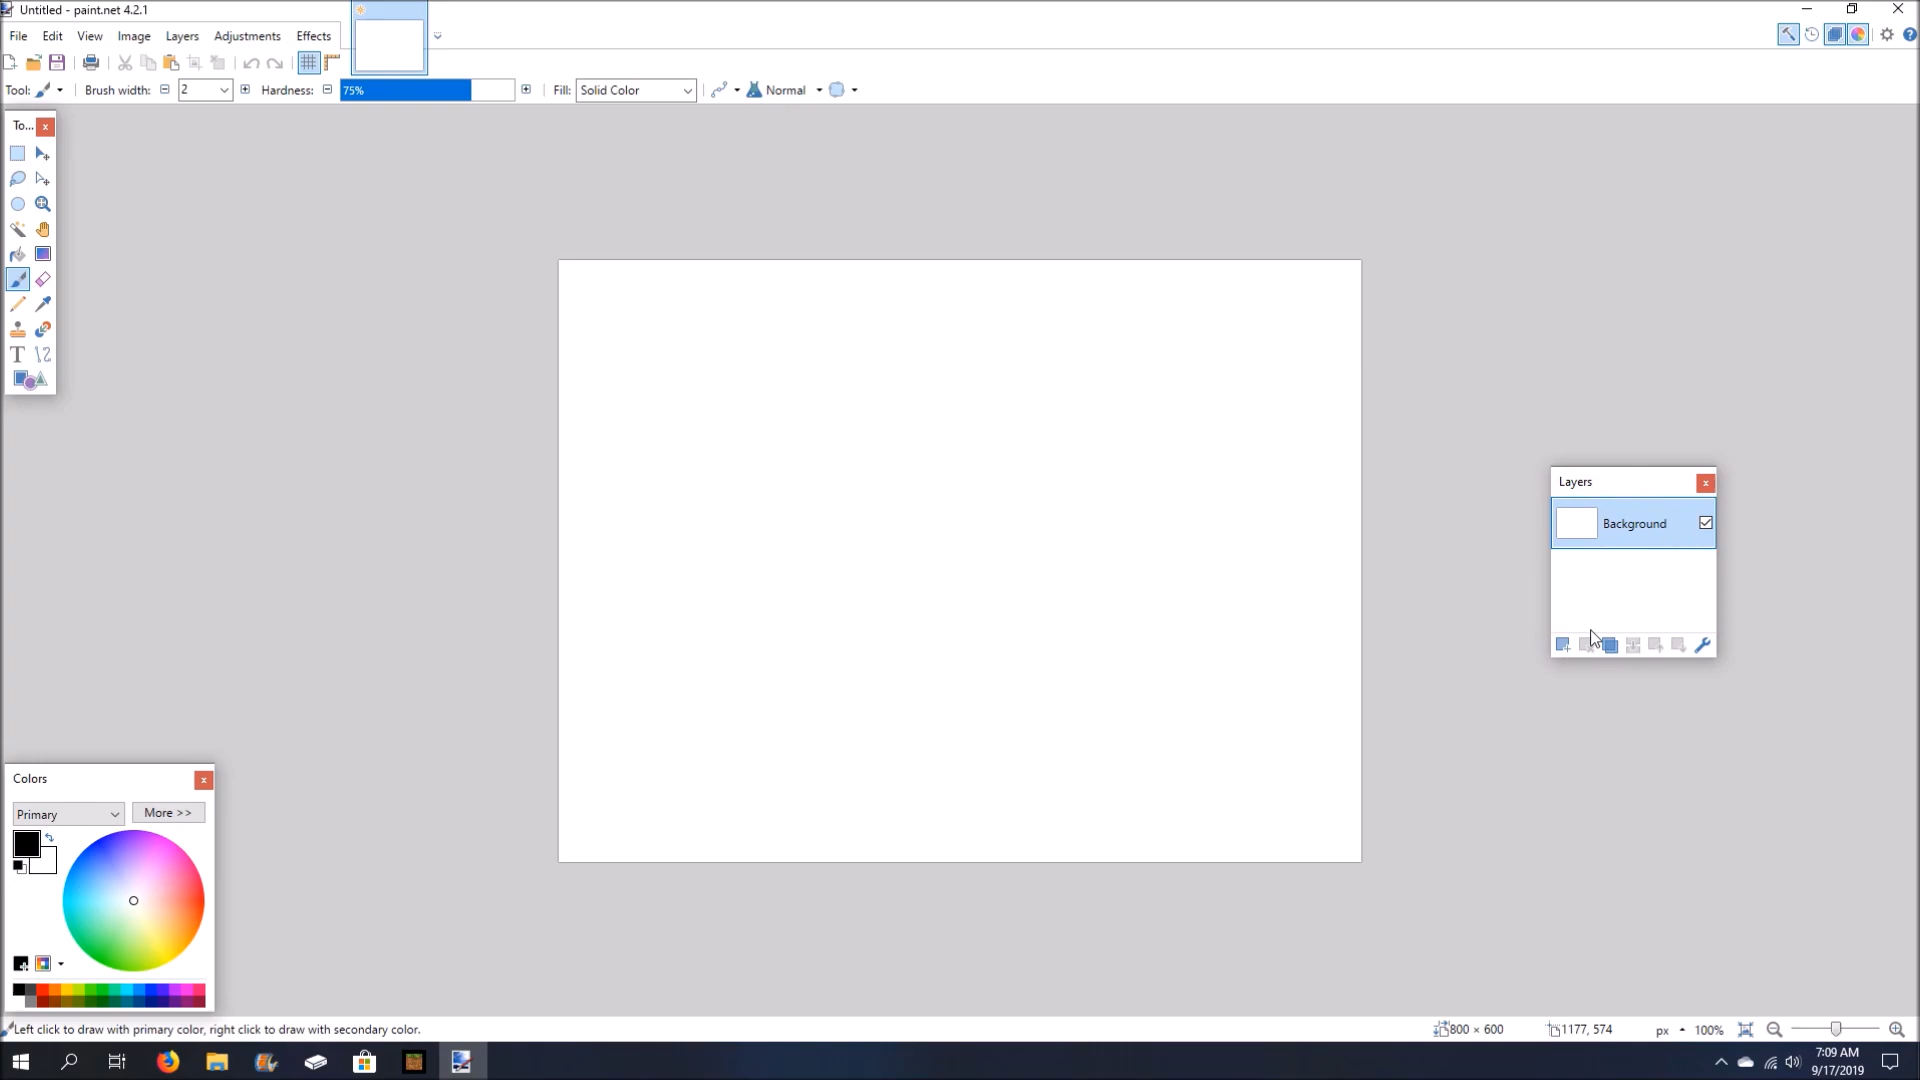 Untitled - paint.net 4.2.1
File Edit View Image Layers Adjustments Effects
Tool: Brush width: 2 Hardness: 75% Fill: Solid Color Normal
To...
Layers
Background
Colors
Primary More >>
Left click to draw with primary color, right click to draw with secondary color.
800 × 600 1177, 574 px 100%
7:09 AM
9/17/2019